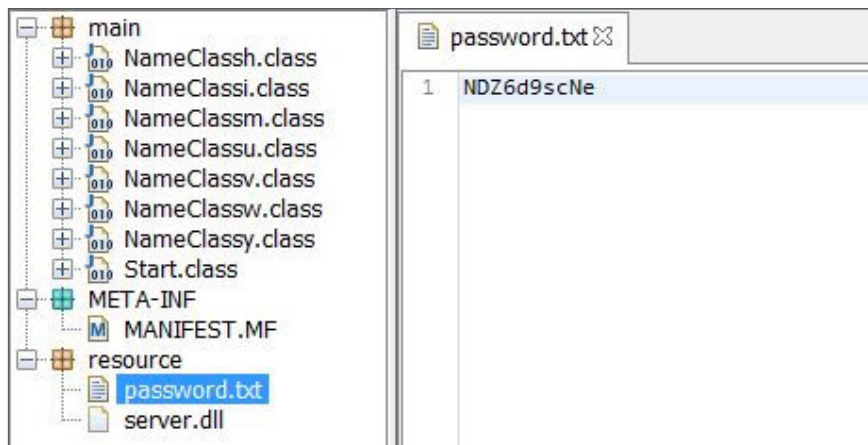 main
NameClassh.class
NameClassi.class
NameClassm.class
NameClassu.class
NameClassv.class
NameClassw.class
NameClassy.class
Start.class
META-INF
MANIFEST.MF
resource
password.txt
server.dll
password.txt
1 NDZ6d9scNe